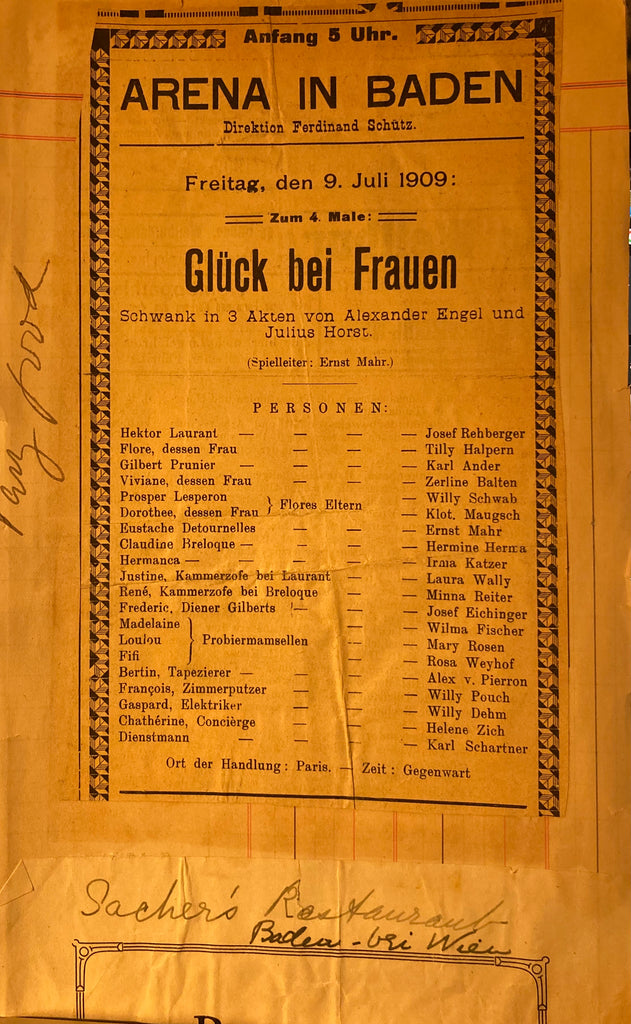 Anfang 5 Uhr.
ARENA IN BADEN
Direktion Ferdinand Schütz.
Freitag, den 9. Juli 1909:
Zum 4. Male:
Glück bei Frauen
Schwank in 3 Akten von Alexander Engel und
Julius Horst.
(Spielleiter: Ernst Mahr.)
PERSONEN:
Hektor Laurant — — — — Josef Rehberger
Flore, dessen Frau — — — Tilly Halpern
Gilbert Prunier — — — — Karl Ander
Viviane, dessen Frau — — — Zerline Balten
Prosper Lesperon } Flores Eltern — Willy Schwab
Dorothee, dessen Frau — Klot. Maugsch
Eustache Detournelles — — — Ernst Mahr
Claudine Breloque — — — — Hermine Herma
Hermance — — — — Irma Katzer
Justine, Kammerzofe bei Laurant — — Laura Wally
René, Kammerzofe bei Breloque — — Minna Reiter
Frederic, Diener Gilberts — — — Josef Eichinger
Madelaine — — Wilma Fischer
Loulou } Probiermamsellen — — Mary Rosen
Fifi — — Rosa Weyhof
Bertin, Tapezierer — — — — Alex v. Pierron
François, Zimmerputzer — — — Willy Pouch
Gaspard, Elektriker — — — Willy Dehm
Chathérine, Concièrge — — — Helene Zich
Dienstmann — — — — Karl Schartner
Ort der Handlung: Paris. — Zeit: Gegenwart
very good
Sacher's Restaurant
Baden - bei Wien